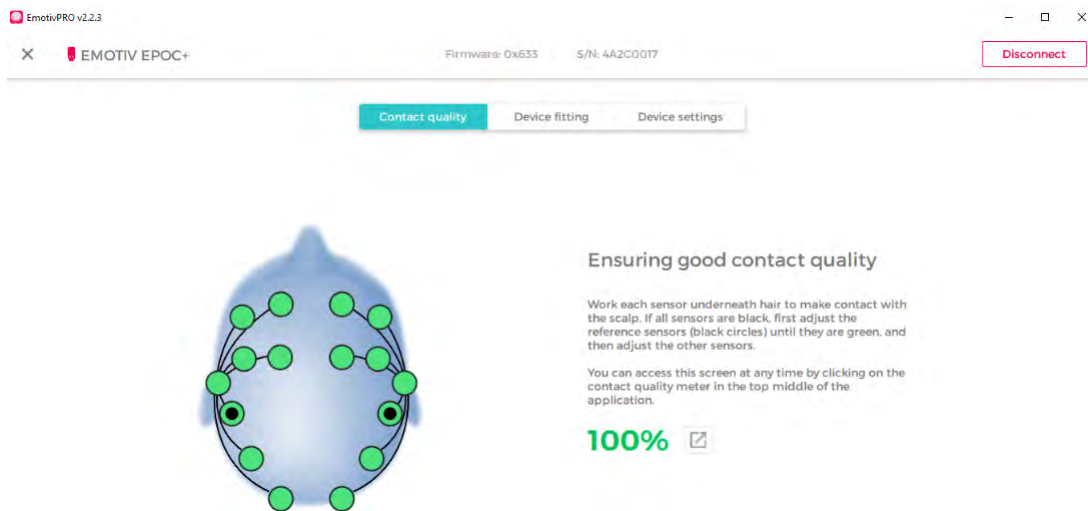 EmotivPRO v2.2.3
EMOTIV EPOC+
Firmware: 0x633
S/N: 4A2C0017
Disconnect
Contact quality
Device fitting
Device settings
Ensuring good contact quality
Work each sensor underneath hair to make contact with
the scalp. If all sensors are black, first adjust the
reference sensors (black circles) until they are green, and
then adjust the other sensors.
You can access this screen at any time by clicking on the
contact quality meter in the top middle of the
application.
100%